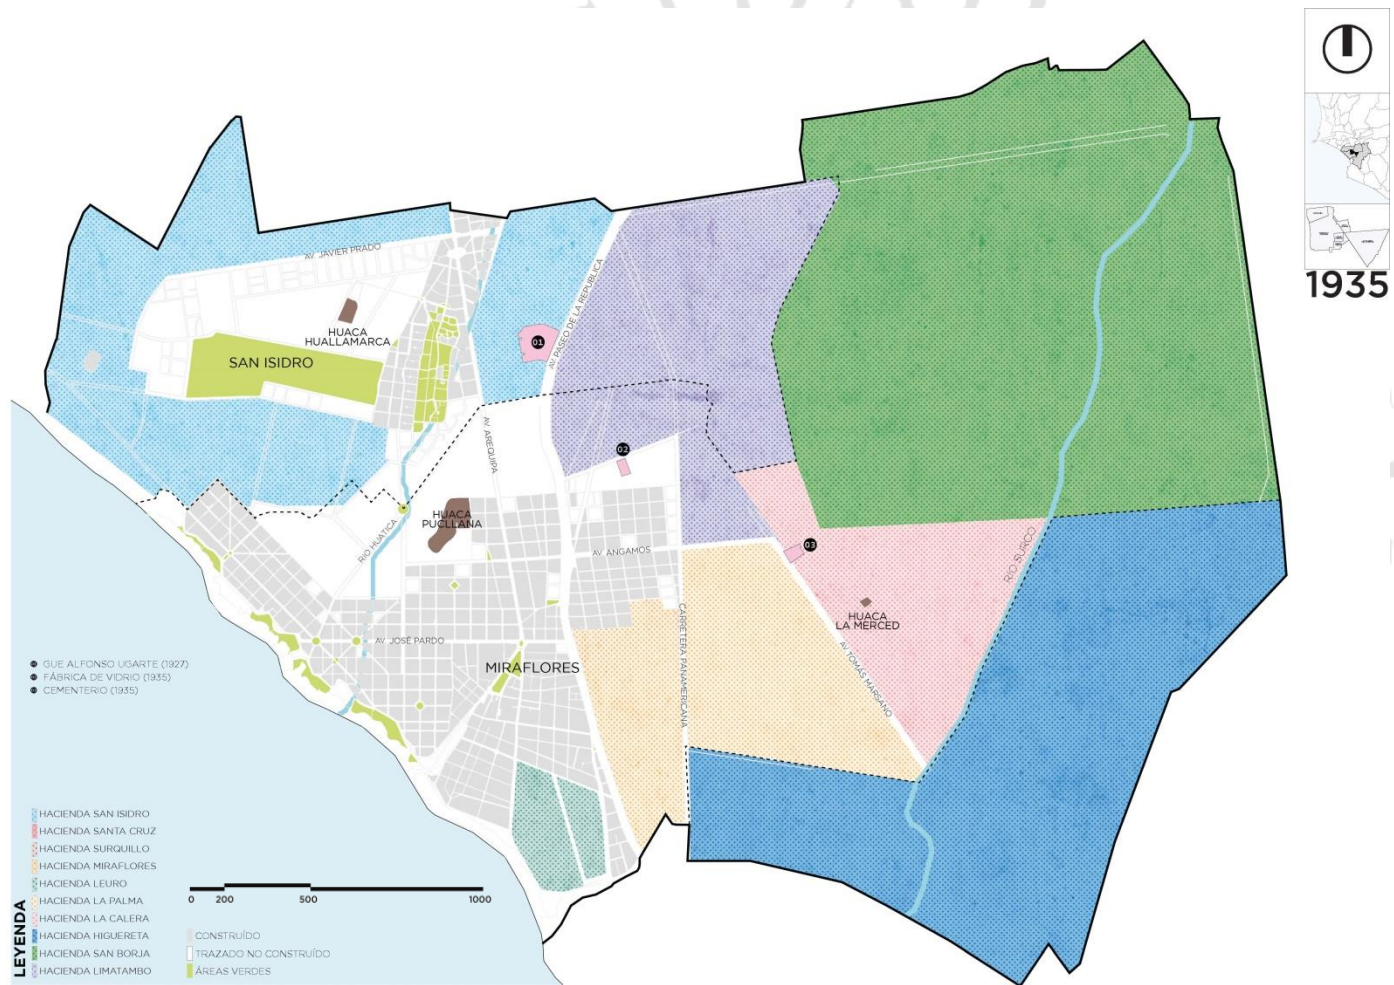 1935
AV. JAVIER PRADO
HUACA
HUALLAMARCA
SAN ISIDRO
01
AV. PASEO DE LA REPUBLICA
AV. AREQUIPA
02
HUACA
PUCLLANA
RIO HUATICA
AV. ANGAMOS
03
RIO SURCO
HUACA
LA MERCED
CARRETERA PANAMERICANA
AV TOMAS MARSANO
AV. JOSÉ PARDO
MIRAFLORES
GUE ALFONSO UGARTE (1927)
FÁBRICA DE VIDRIO (1935)
CEMENTERIO (1935)
LEYENDA
HACIENDA SAN ISIDRO
HACIENDA SANTA CRUZ
HACIENDA SURQUILLO
HACIENDA MIRAFLORES
HACIENDA LEURO
HACIENDA LA PALMA
HACIENDA LA CALERA
HACIENDA HIGUERETA
HACIENDA SAN BORJA
HACIENDA LIMATAMBO
0 200 500 1000
CONSTRUÍDO
TRAZADO NO CONSTRUÍDO
ÁREAS VERDES